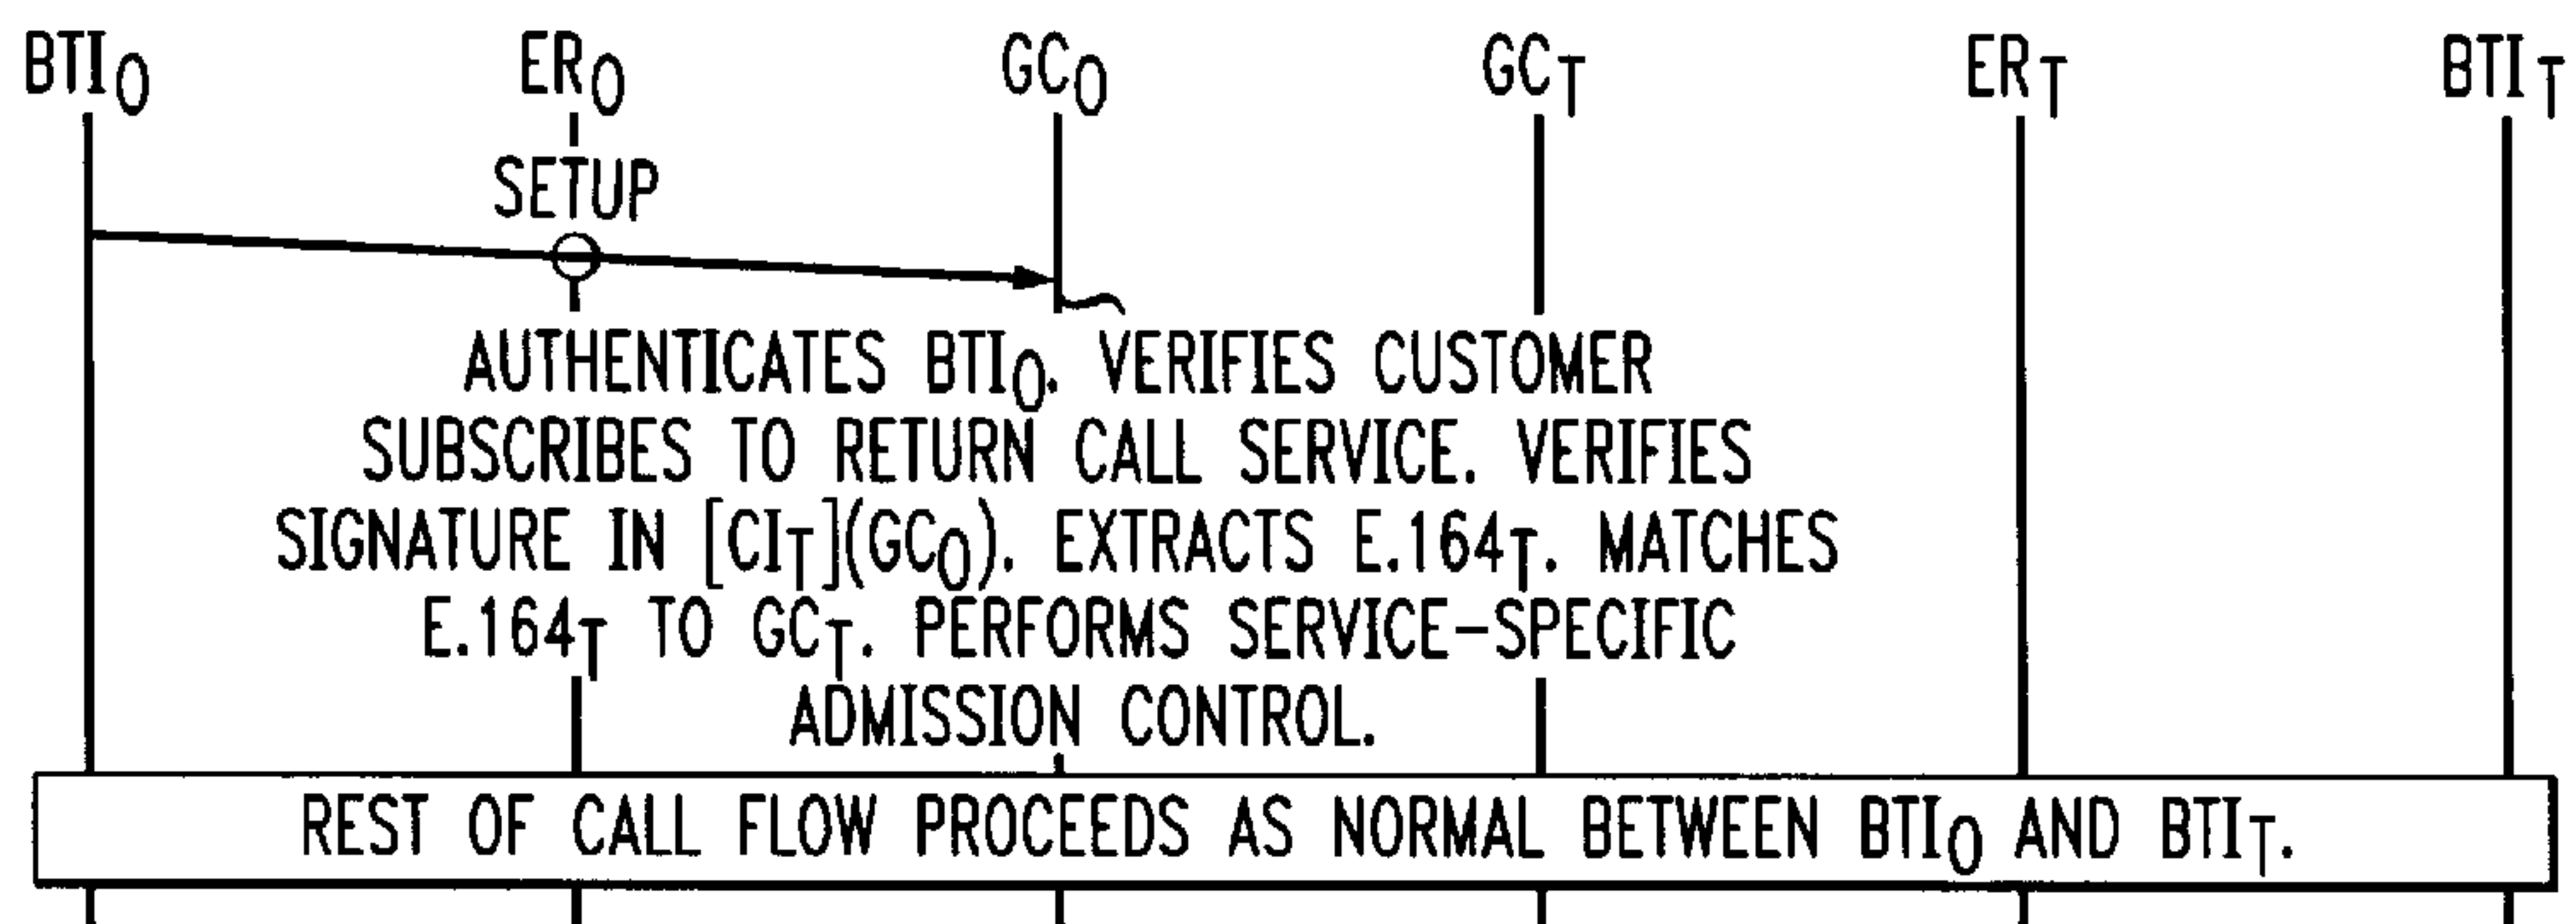 BTIO ERO GCO GCT ERT BTIT
SETUP
AUTHENTICATES BTIO. VERIFIES CUSTOMER
SUBSCRIBES TO RETURN CALL SERVICE. VERIFIES
SIGNATURE IN [CIT](GCO). EXTRACTS E.164T. MATCHES
E.164T TO GCT. PERFORMS SERVICE-SPECIFIC
ADMISSION CONTROL.
REST OF CALL FLOW PROCEEDS AS NORMAL BETWEEN BTIO AND BTIT.